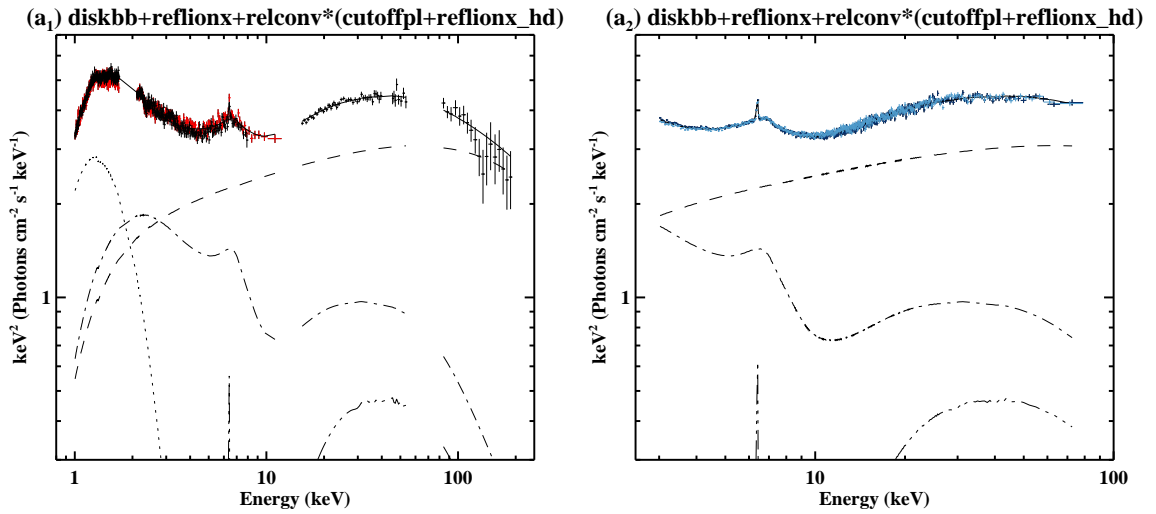 (a1) diskbb+reflionx+relconv*(cutoffpl+reflionx_hd)
keV2 (Photons cm-2 s-1 keV-1)
1
1
10
100
Energy (keV)
(a2) diskbb+reflionx+relconv*(cutoffpl+reflionx_hd)
keV2 (Photons cm-2 s-1 keV-1)
1
10
100
Energy (keV)